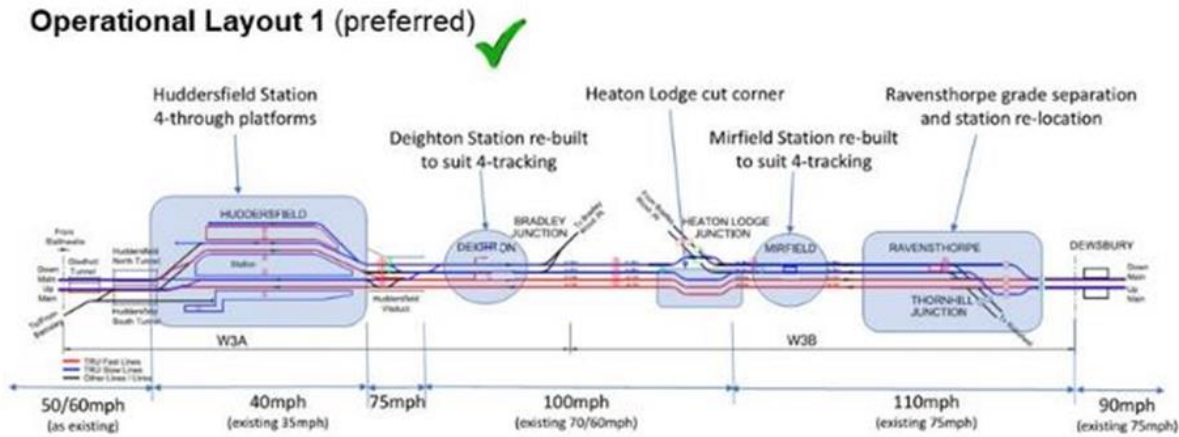 Operational Layout 1 (preferred)
Huddersfield Station
4-through platforms
Heaton Lodge cut corner
Ravensthorpe grade separation
and station re-location
Deighton Station re-built
to suit 4-tracking
Mirfield Station re-built
to suit 4-tracking
HUDDERSFIELD
Station
Huddersfield
North Tunnel
Huddersfield
South Tunnel
Down
Main
Up
Main
Huddersfield
Viaduct
DEIGHTON
BRADLEY
JUNCTION
HEATON LODGE
JUNCTION
MIRFIELD
RAVENSTHORPE
THORNHILL
JUNCTION
DEWSBURY
Down
Main
Up
Main
W3A
W3B
TRU Fast Lines
TRU Slow Lines
Other Lines / Links
50/60mph
(as existing)
40mph
(existing 35mph)
75mph
100mph
(existing 70/60mph)
110mph
(existing 75mph)
90mph
(existing 75mph)